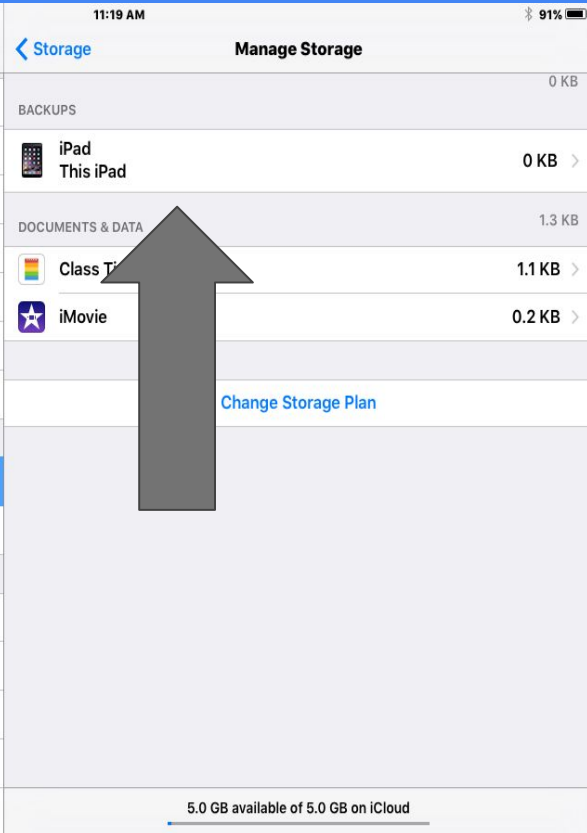 11:19 AM 91%
Storage Manage Storage
0 KB
BACKUPS
iPad
This iPad 0 KB
DOCUMENTS & DATA 1.3 KB
Class 1.1 KB
iMovie 0.2 KB
Change Storage Plan
5.0 GB available of 5.0 GB on iCloud